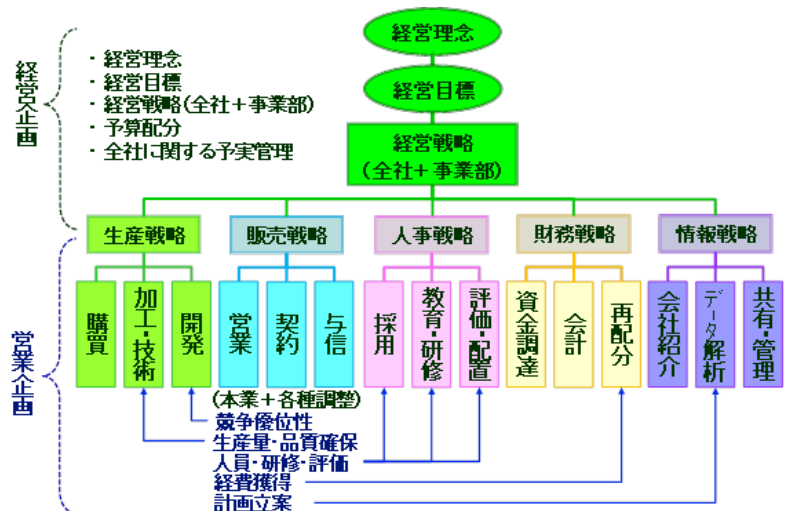 経営理念
経営目標
経営戦略
(全社＋事業部)
経営企画
・経営理念
・経営目標
・経営戦略(全社＋事業部)
・予算配分
・全社に関する予実管理
生産戦略
販売戦略
人事戦略
財務戦略
情報戦略
営業企画
購買
加工・技術
開発
営業
契約
与信
採用
教育・研修
評価・配置
資金調達
会計
再配分
会社紹介
データ解析
共有・管理
(本業＋各種調整)
競争優位性
生産量・品質確保
人員・研修・評価
経費獲得
計画立案